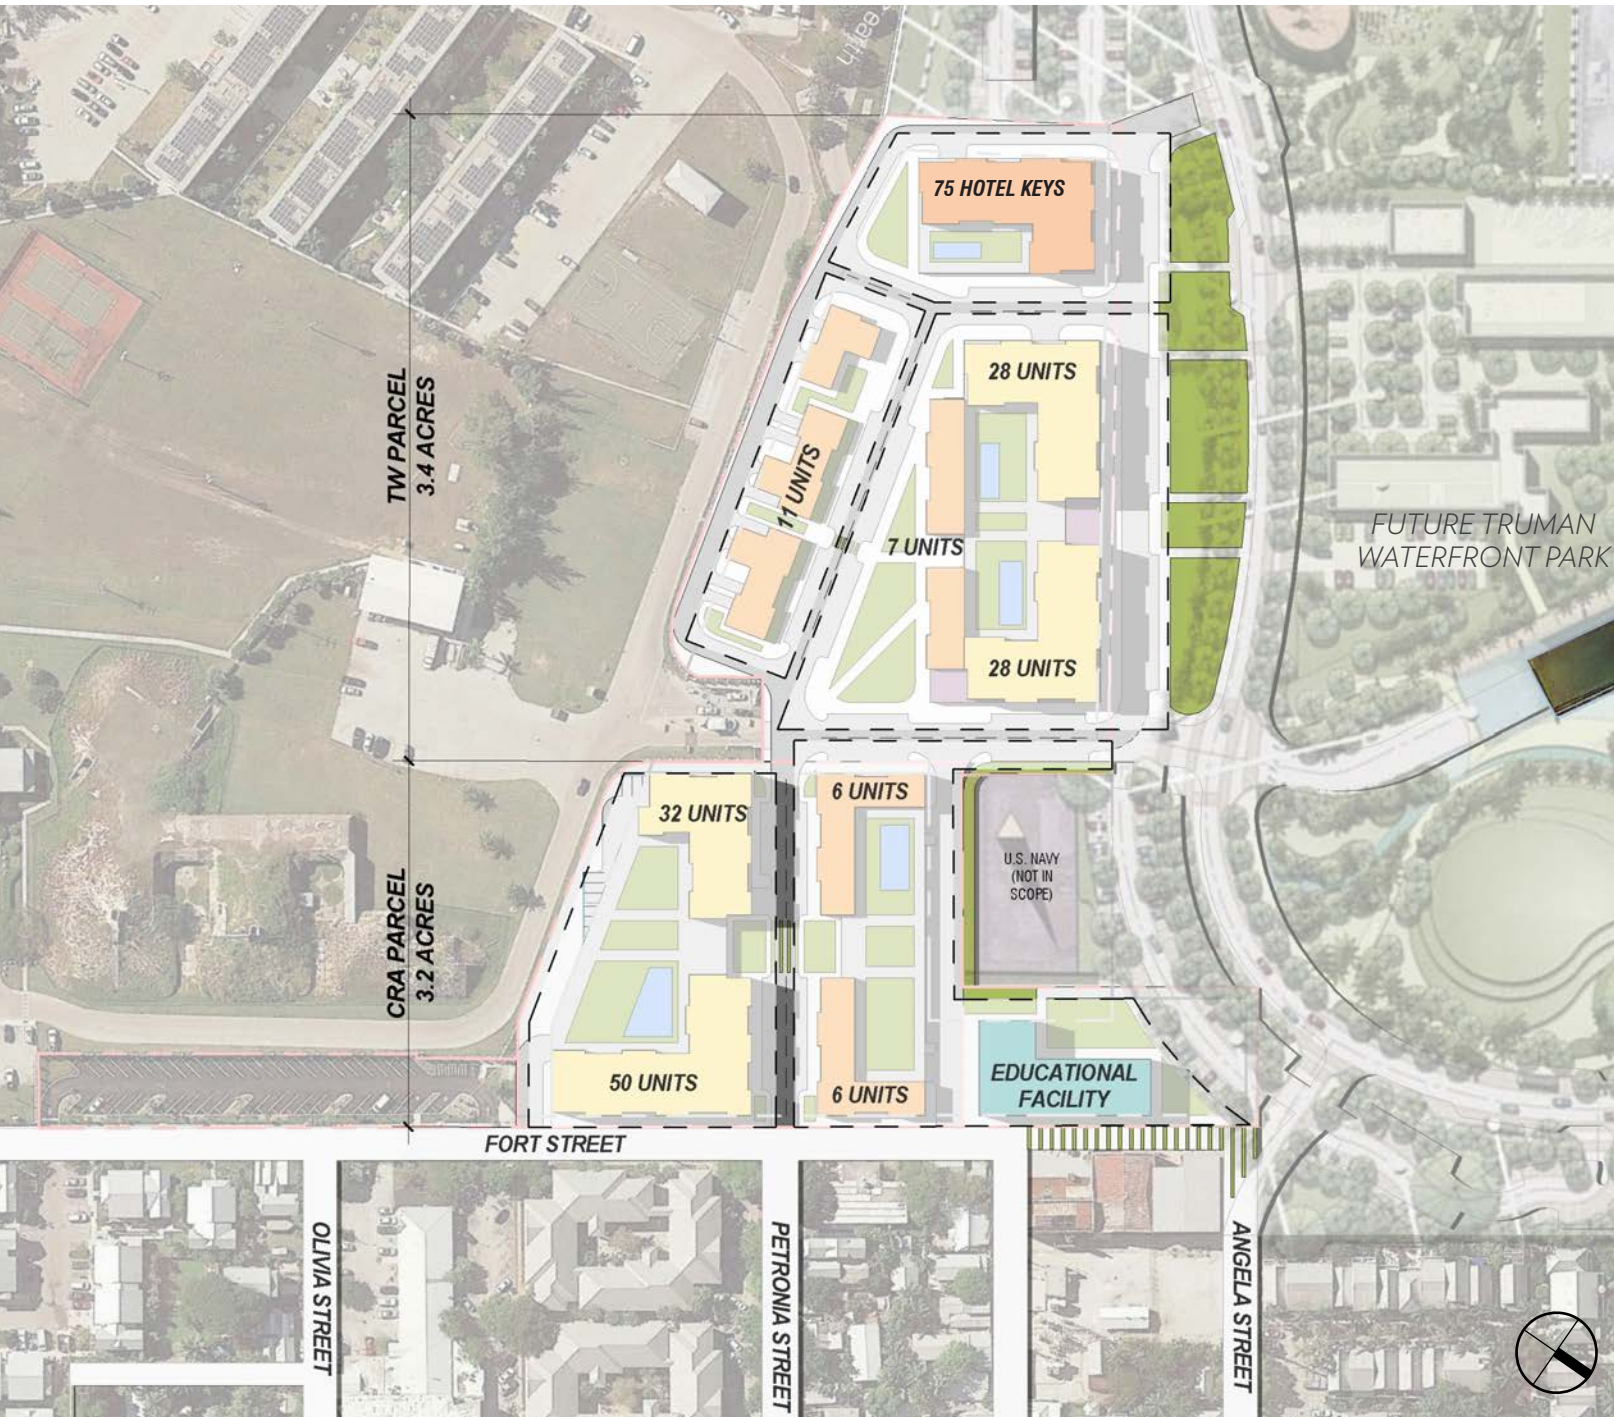 earth
75 HOTEL KEYS
TW PARCEL
3.4 ACRES
28 UNITS
11 UNITS
7 UNITS
FUTURE TRUMAN
WATERFRONT PARK
28 UNITS
32 UNITS
6 UNITS
U.S. NAVY
(NOT IN
SCOPE)
CRA PARCEL
3.2 ACRES
50 UNITS
6 UNITS
EDUCATIONAL
FACILITY
FORT STREET
OLIVIA STREET
PETRONIA STREET
ANGELA STREET